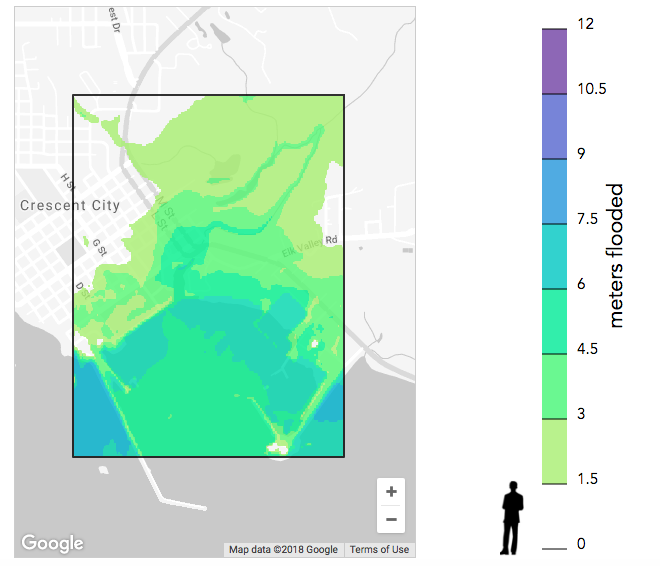 est Dr
H St
Crescent City
M St
St
G St
Elk Valley Rd
D St
+
−
Google
Map data ©2018 Google
Terms of Use
12
10.5
9
7.5
6
4.5
3
1.5
0
meters flooded